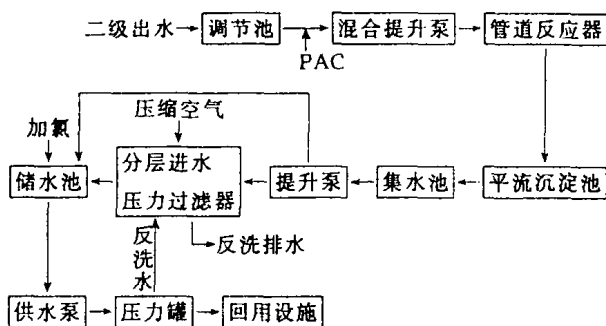 二级出水
调节池
混合提升泵
管道反应器
PAC
压缩空气
加氯
分层进水
压力过滤器
储水池
提升泵
集水池
平流沉淀池
反洗水
反洗排水
供水泵
压力罐
回用设施